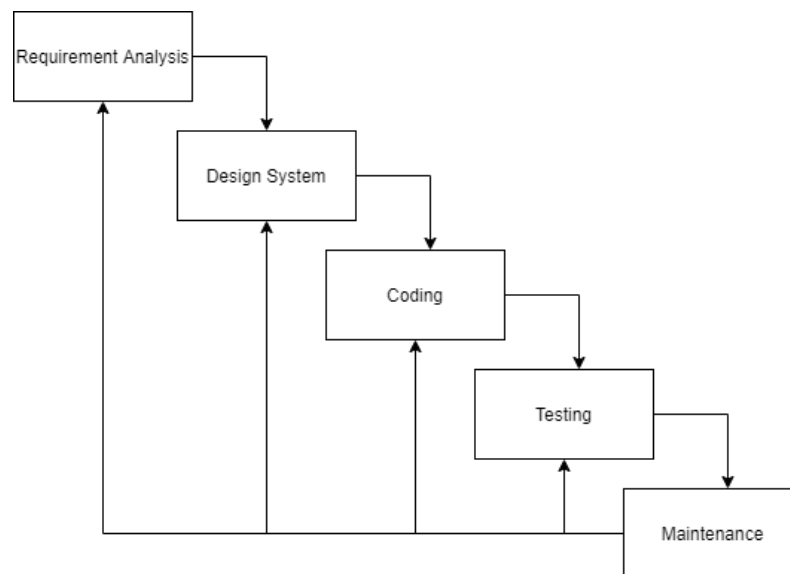 Requirement Analysis
Design System
Coding
Testing
Maintenance